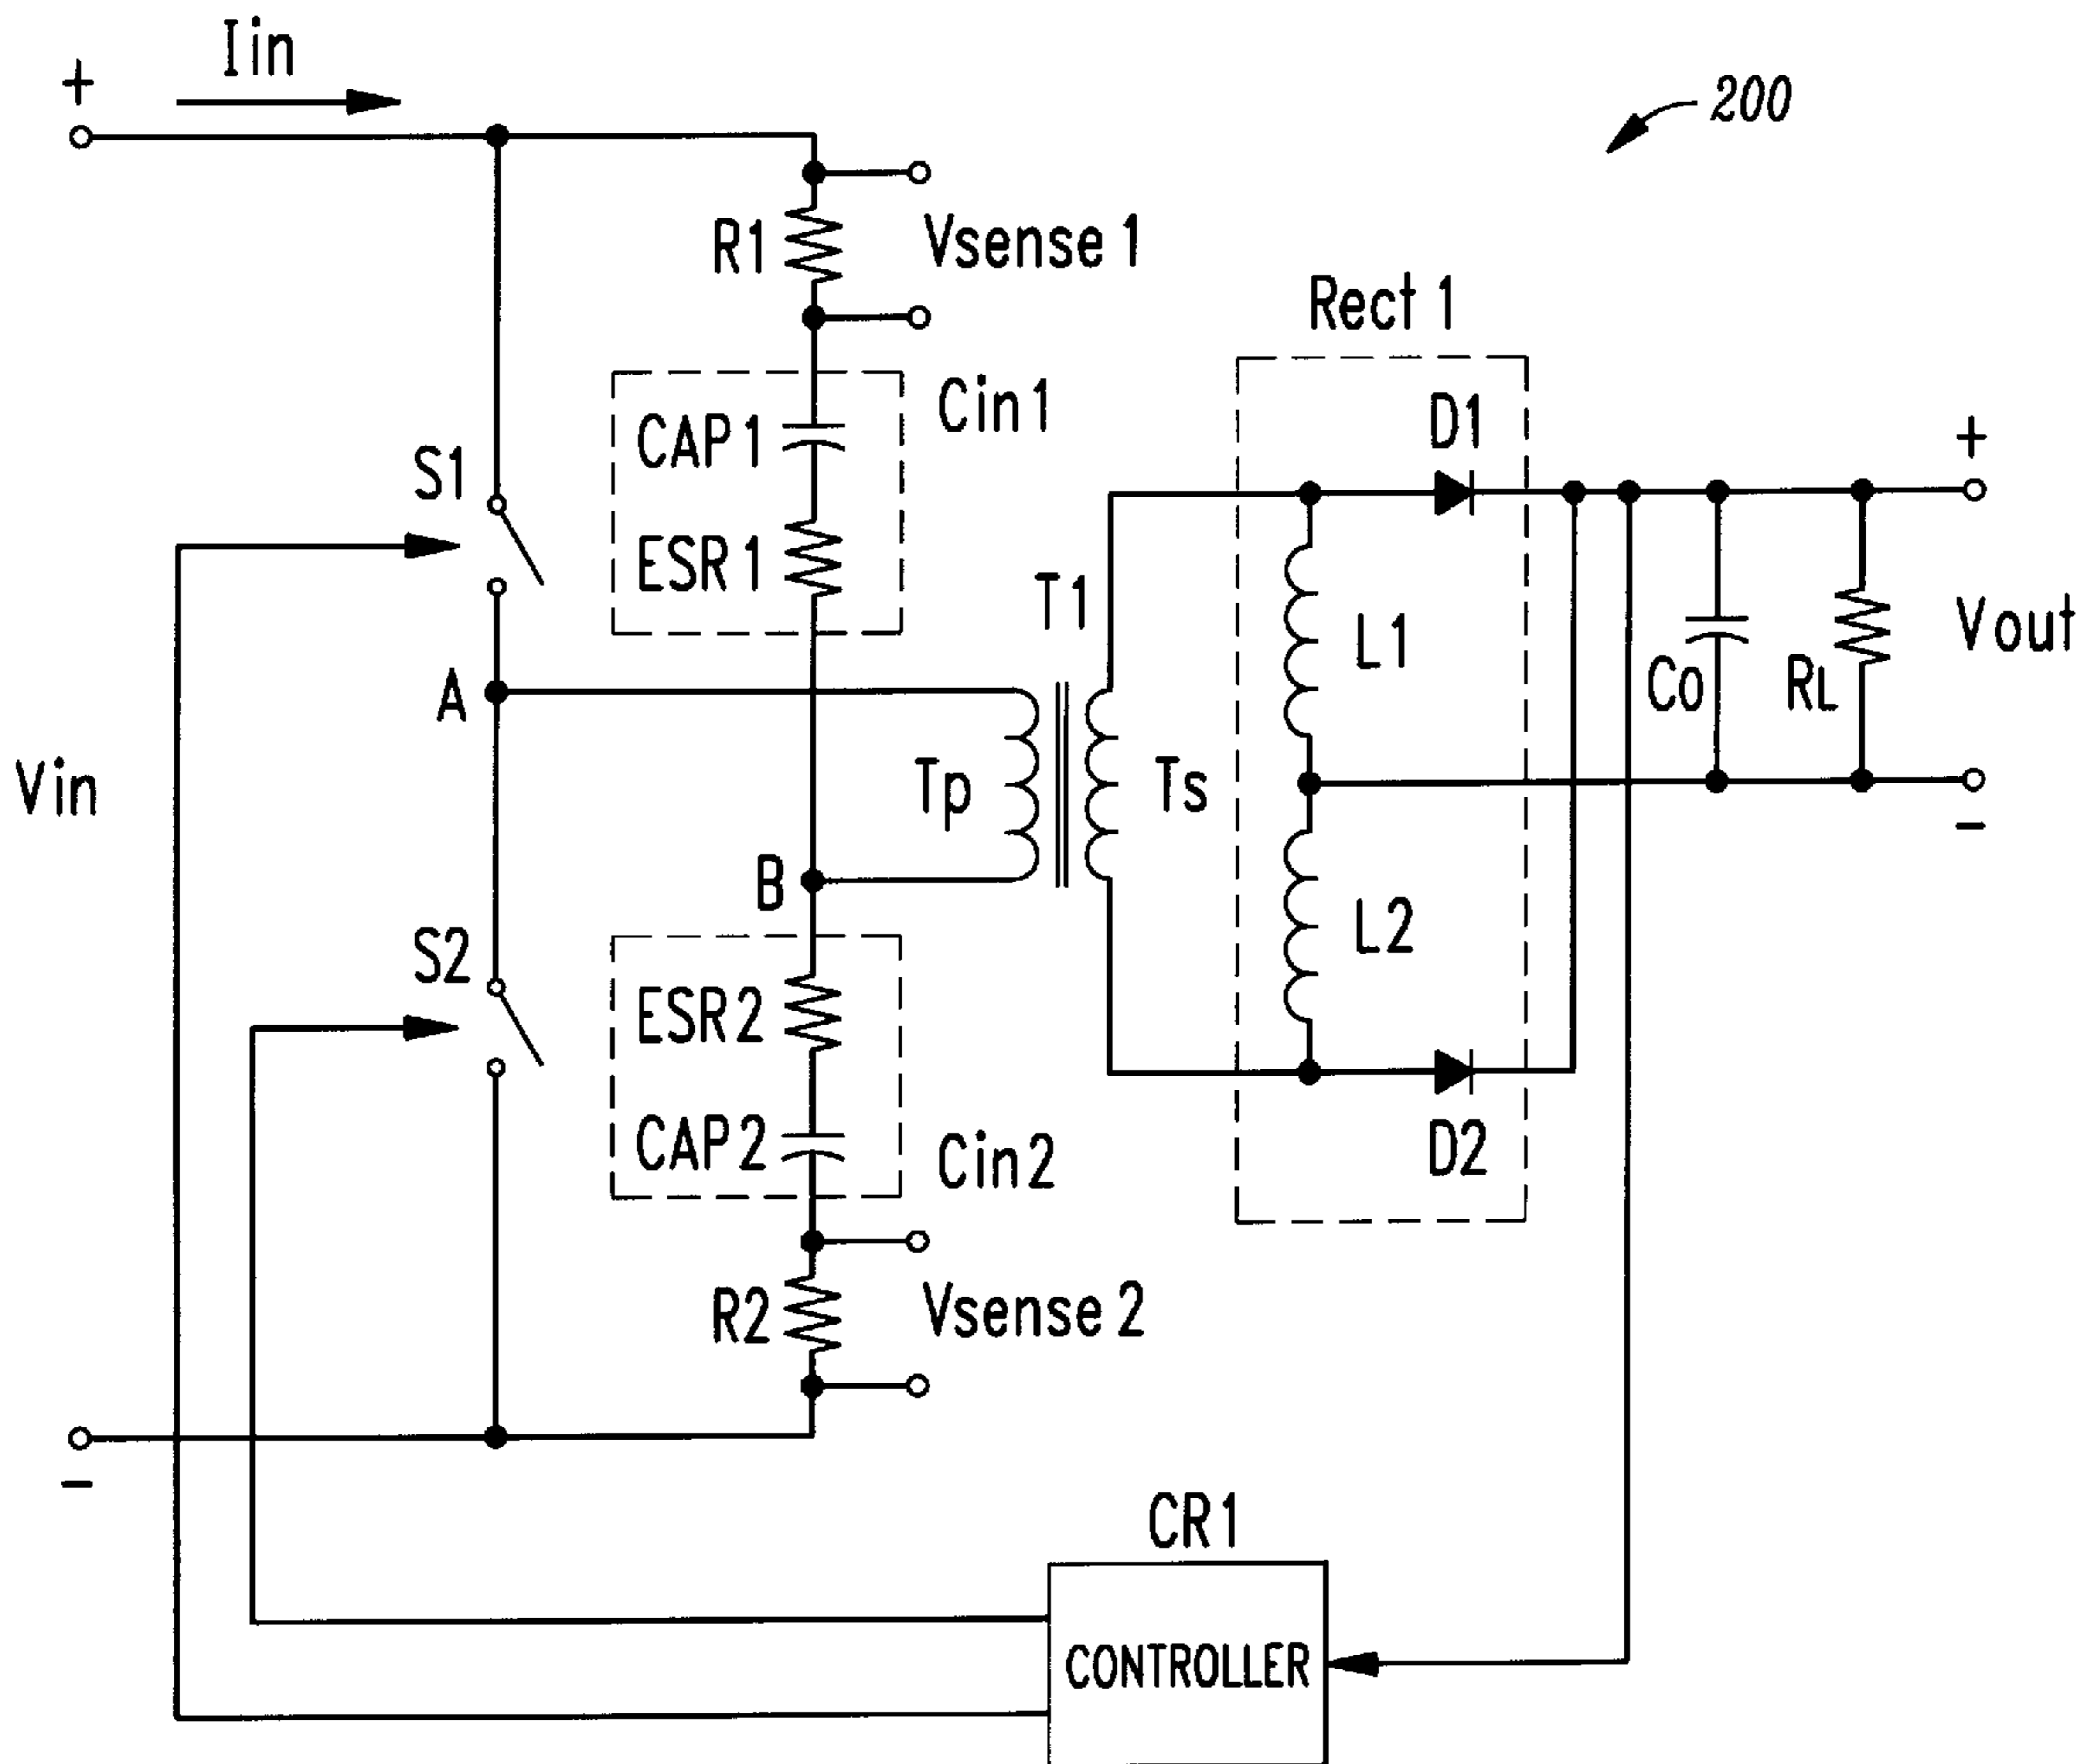 Iin
+
200
R1
Vsense 1
Rect 1
CAP1
Cin1
D1
+
S1
ESR1
T1
L1
Vout
A
Co
RL
Vin
Tp
Ts
-
B
S2
L2
ESR2
CAP2
Cin2
D2
R2
Vsense 2
-
CR1
CONTROLLER